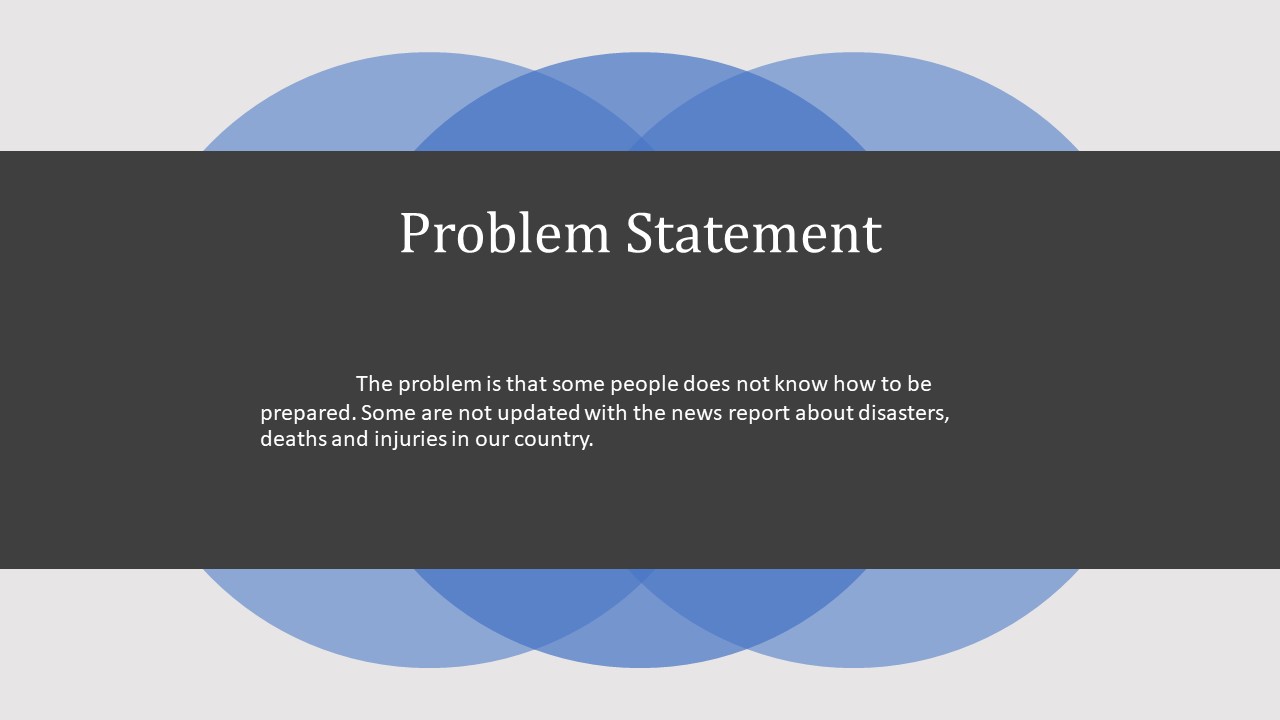 Problem Statement
The problem is that some people does not know how to be
prepared. Some are not updated with the news report about disasters,
deaths and injuries in our country.